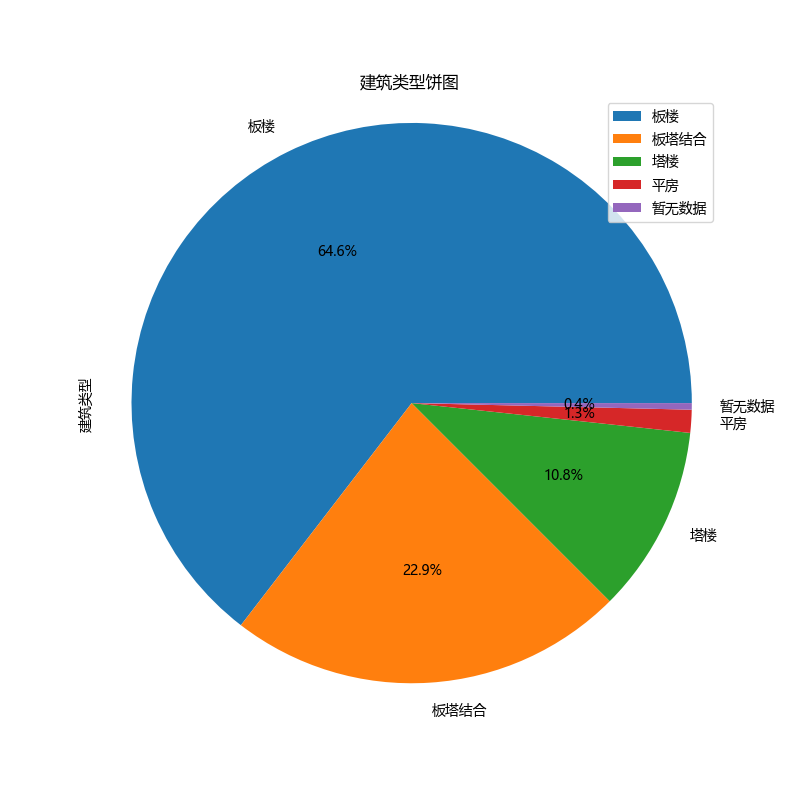 建筑类型饼图
板楼
板楼
板塔结合
塔楼
平房
暂无数据
64.6%
建筑类型
0.4%
1.3%
暂无数据
平房
10.8%
塔楼
22.9%
板塔结合